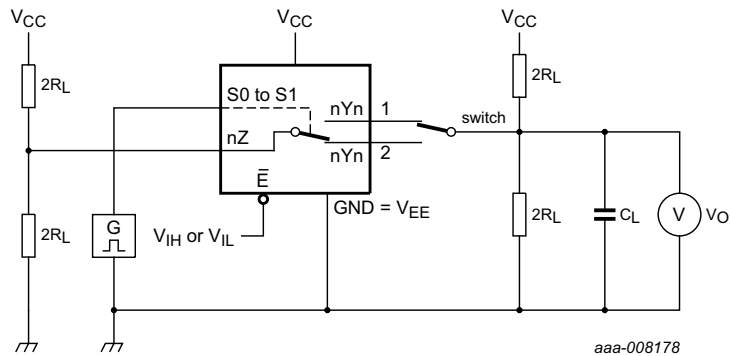 VCC
VCC
VCC
2RL
2RL
S0 to S1
nYn
1
switch
nZ
nYn
2
E̅
2RL
G
VIH or VIL
GND = VEE
2RL
CL
V
VO
aaa-008178